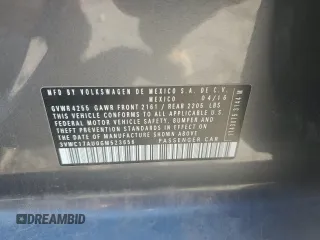 MFD BY VOLKSWAGEN DE MEXICO S.A. DE C.V.
MEXICO 04/16
GVWR 4255 GAWR FRONT 2161 / REAR 2205 LBS
THIS VEHICLE CONFORMS TO ALL APPLICABLE U.S.
FEDERAL MOTOR VEHICLE SAFETY, BUMPER AND
THEFT PREVENTION STANDARDS IN EFFECT ON
THE DATE OF MANUFACTURE SHOWN ABOVE
PASSENGER CAR
DREAMBID